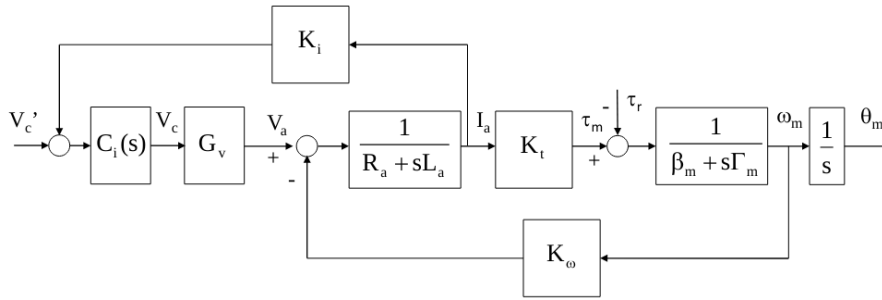 K_i
V_c’
C_i(s)
V_c
G_v
V_a
+
-
1
R_a + sL_a
I_a
K_t
τ_m
-
τ_r
+
1
β_m + sΓ_m
ω_m
1
s
θ_m
K_ω